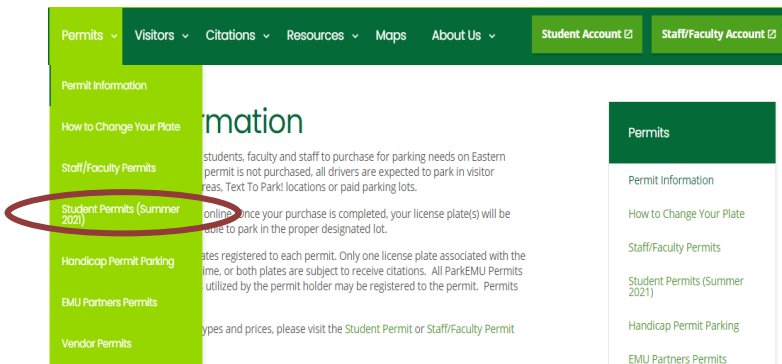 Permits Visitors Citations Resources Maps About Us Student Account Staff/Faculty Account
Permit Information
How to Change Your Plate
Staff/Faculty Permits
Student Permits (Summer
2021)
Handicap Permit Parking
EMU Partners Permits
Vendor Permits
rmation
students, faculty and staff to purchase for parking needs on Eastern
permit is not purchased, all drivers are expected to park in visitor
reas, Text To Park! locations or paid parking lots.
online. Once your purchase is completed, your license plate(s) will be
able to park in the proper designated lot.
ates registered to each permit. Only one license plate associated with the
ime, or both plates are subject to receive citations. All ParkEMU Permits
utilized by the permit holder may be registered to the permit. Permits
ypes and prices, please visit the Student Permit or Staff/Faculty Permit
Permits
Permit Information
How to Change Your Plate
Staff/Faculty Permits
Student Permits (Summer
2021)
Handicap Permit Parking
EMU Partners Permits